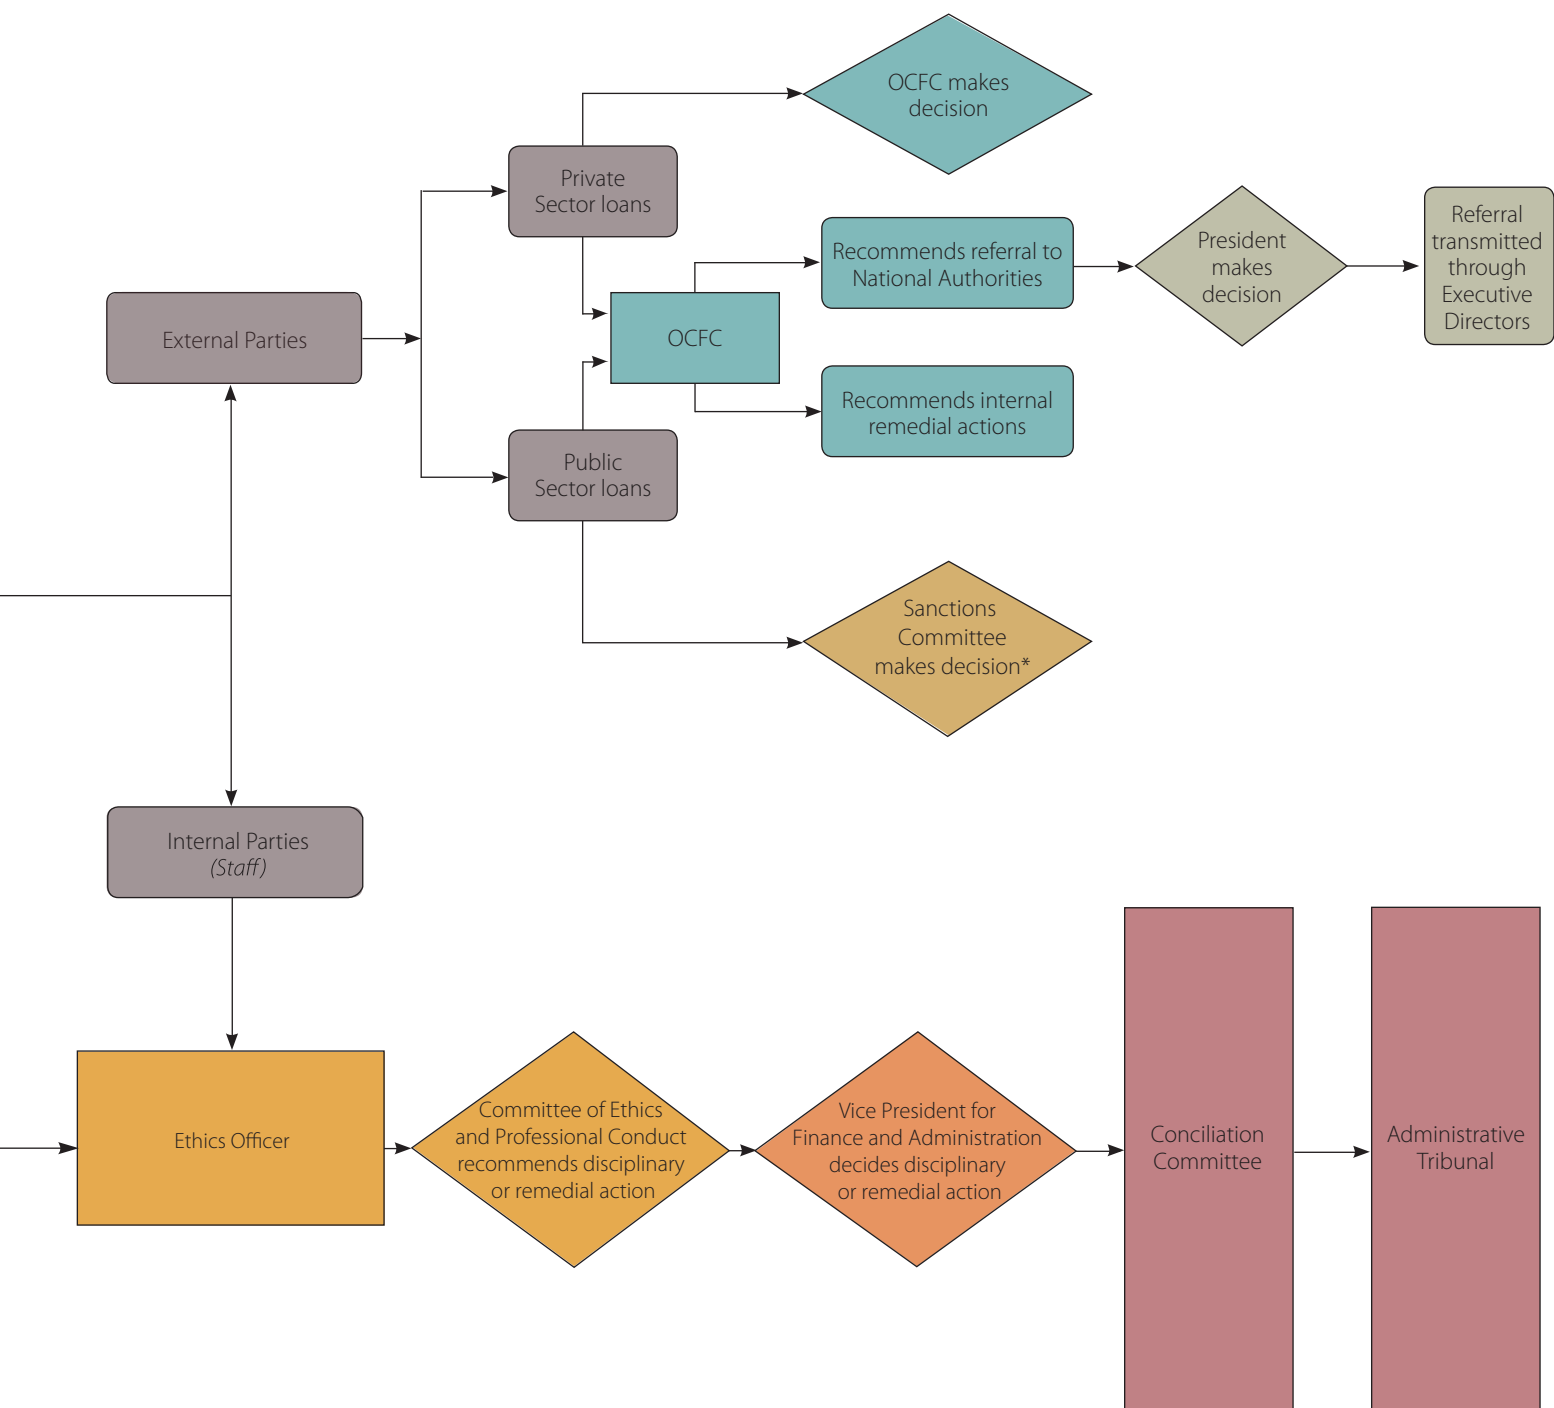 OCFC makes
decision
Private
Sector loans
Recommends referral to
National Authorities
President
makes
decision
Referral
transmitted
through
Executive
Directors
External Parties
OCFC
Recommends internal
remedial actions
Public
Sector loans
Sanctions
Committee
makes decision*
Internal Parties
(Staff)
Ethics Officer
Committee of Ethics
and Professional Conduct
recommends disciplinary
or remedial action
Vice President for
Finance and Administration
decides disciplinary
or remedial action
Conciliation
Committee
Administrative
Tribunal